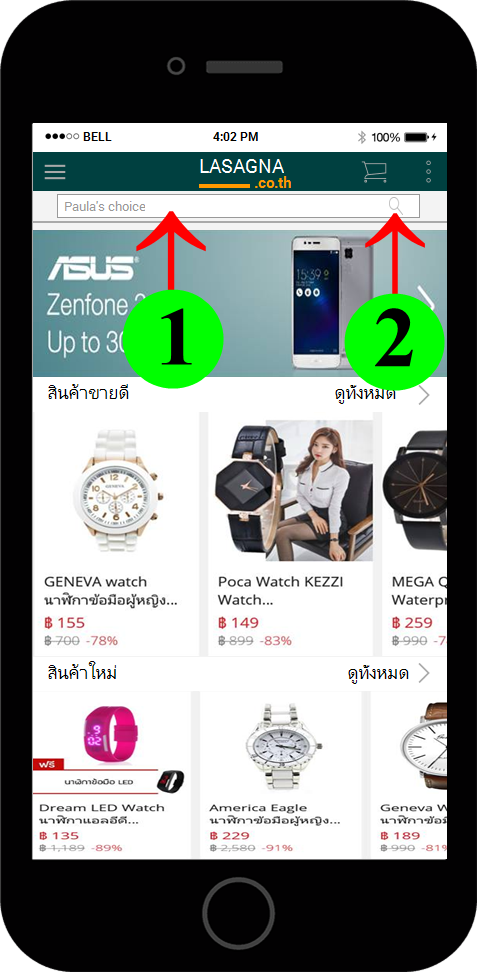 BELL
4:02 PM
100%
LASAGNA
.co.th
Paula's choice
ASUS
Zenfone
Up to 30
1
2
สินค้าขายดี
ดูทั้งหมด
GENEVA watch
นาฬิกาข้อมือผู้หญิง...
฿ 155
฿ 700 -78%
Poca Watch KEZZI
Watch...
฿ 149
฿ 899 -83%
MEGA Q
Waterpr
฿ 259
฿ 990 -7
สินค้าใหม่
ดูทั้งหมด
ฟรี
นาฬิกาข้อมือ LED
Dream LED Watch
นาฬิกาแอลอีดี...
฿ 135
฿ 1,189 -89%
America Eagle
นาฬิกาข้อมือผู้หญิง...
฿ 229
฿ 2,580 -91%
Geneva W
นาฬิกาข้อมือผู้
฿ 189
฿ 990 -81%